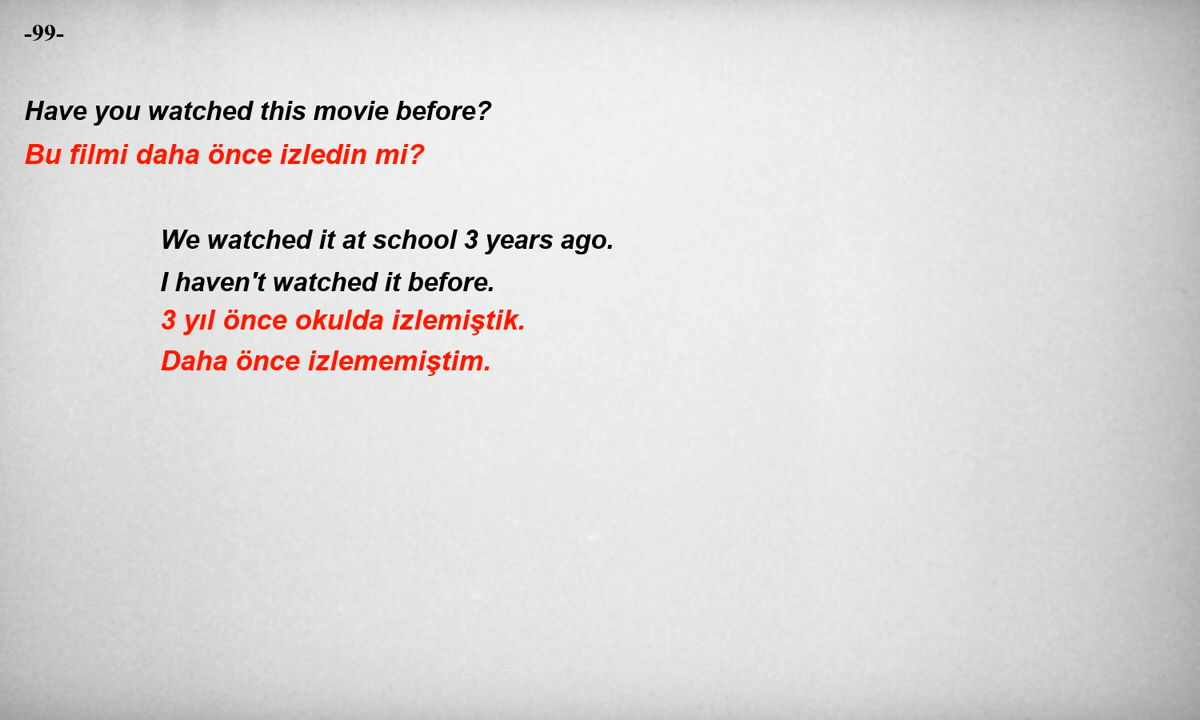 -99-
Have you watched this movie before?
Bu filmi daha önce izledin mi?
We watched it at school 3 years ago.
I haven't watched it before.
3 yıl önce okulda izlemiştik.
Daha önce izlememiştim.